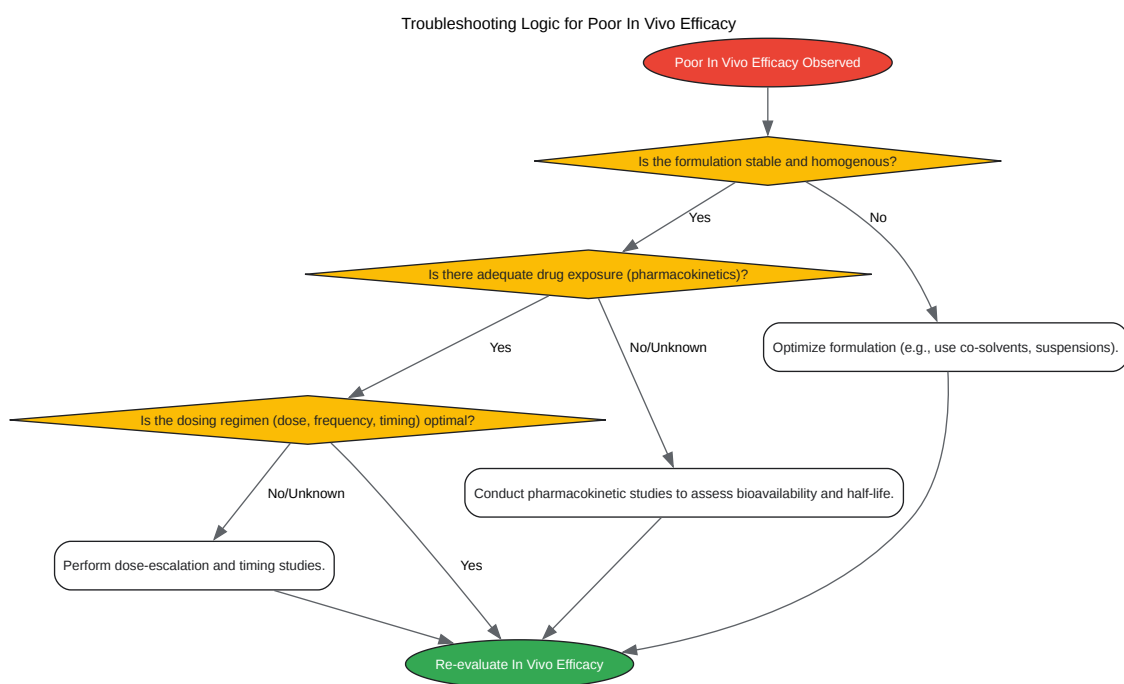 Troubleshooting Logic for Poor In Vivo Efficacy
Poor In Vivo Efficacy Observed
Is the formulation stable and homogenous?
Yes
No
Is there adequate drug exposure (pharmacokinetics)?
Yes
No/Unknown
Optimize formulation (e.g., use co-solvents, suspensions).
Is the dosing regimen (dose, frequency, timing) optimal?
No/Unknown
Conduct pharmacokinetic studies to assess bioavailability and half-life.
Perform dose-escalation and timing studies.
Yes
Re-evaluate In Vivo Efficacy